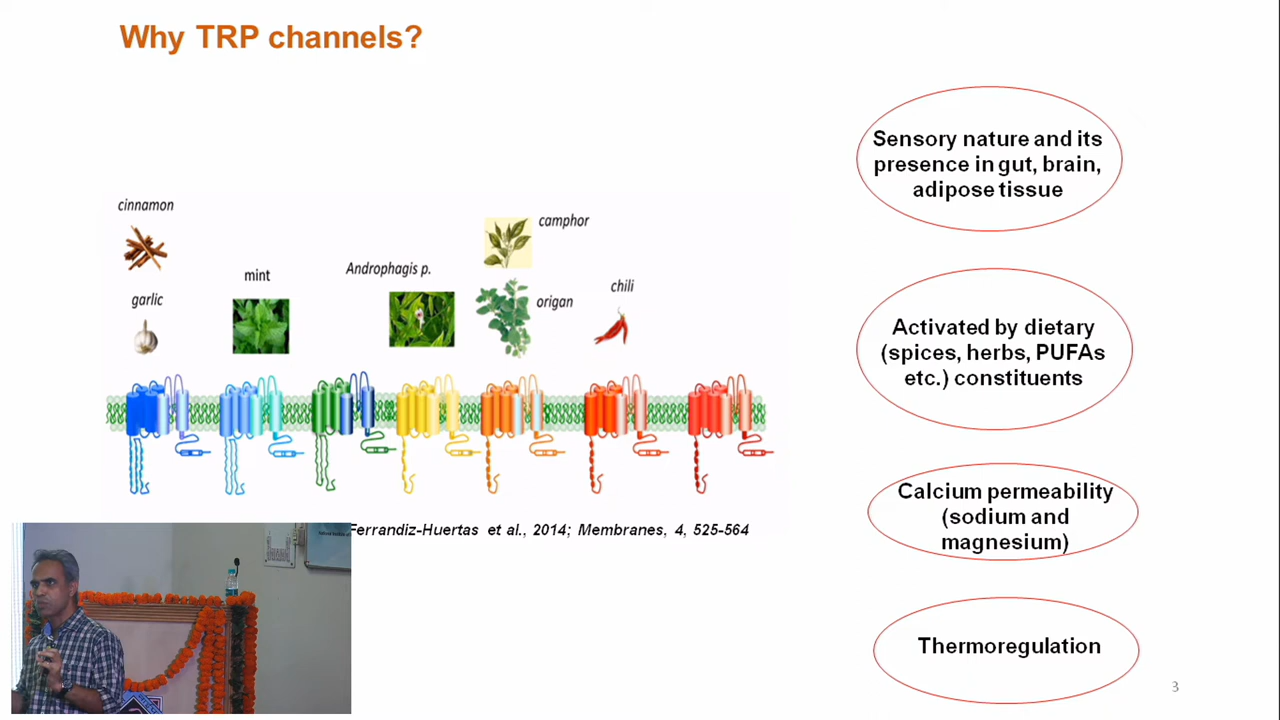 Why TRP channels?
cinnamon
garlic
mint
Androphagis p.
camphor
origan
chili
Ferrandiz-Huertas et al., 2014; Membranes, 4, 525-564
Sensory nature and its
presence in gut, brain,
adipose tissue
Activated by dietary
(spices, herbs, PUFAs
etc.) constituents
Calcium permeability
(sodium and
magnesium)
Thermoregulation
3